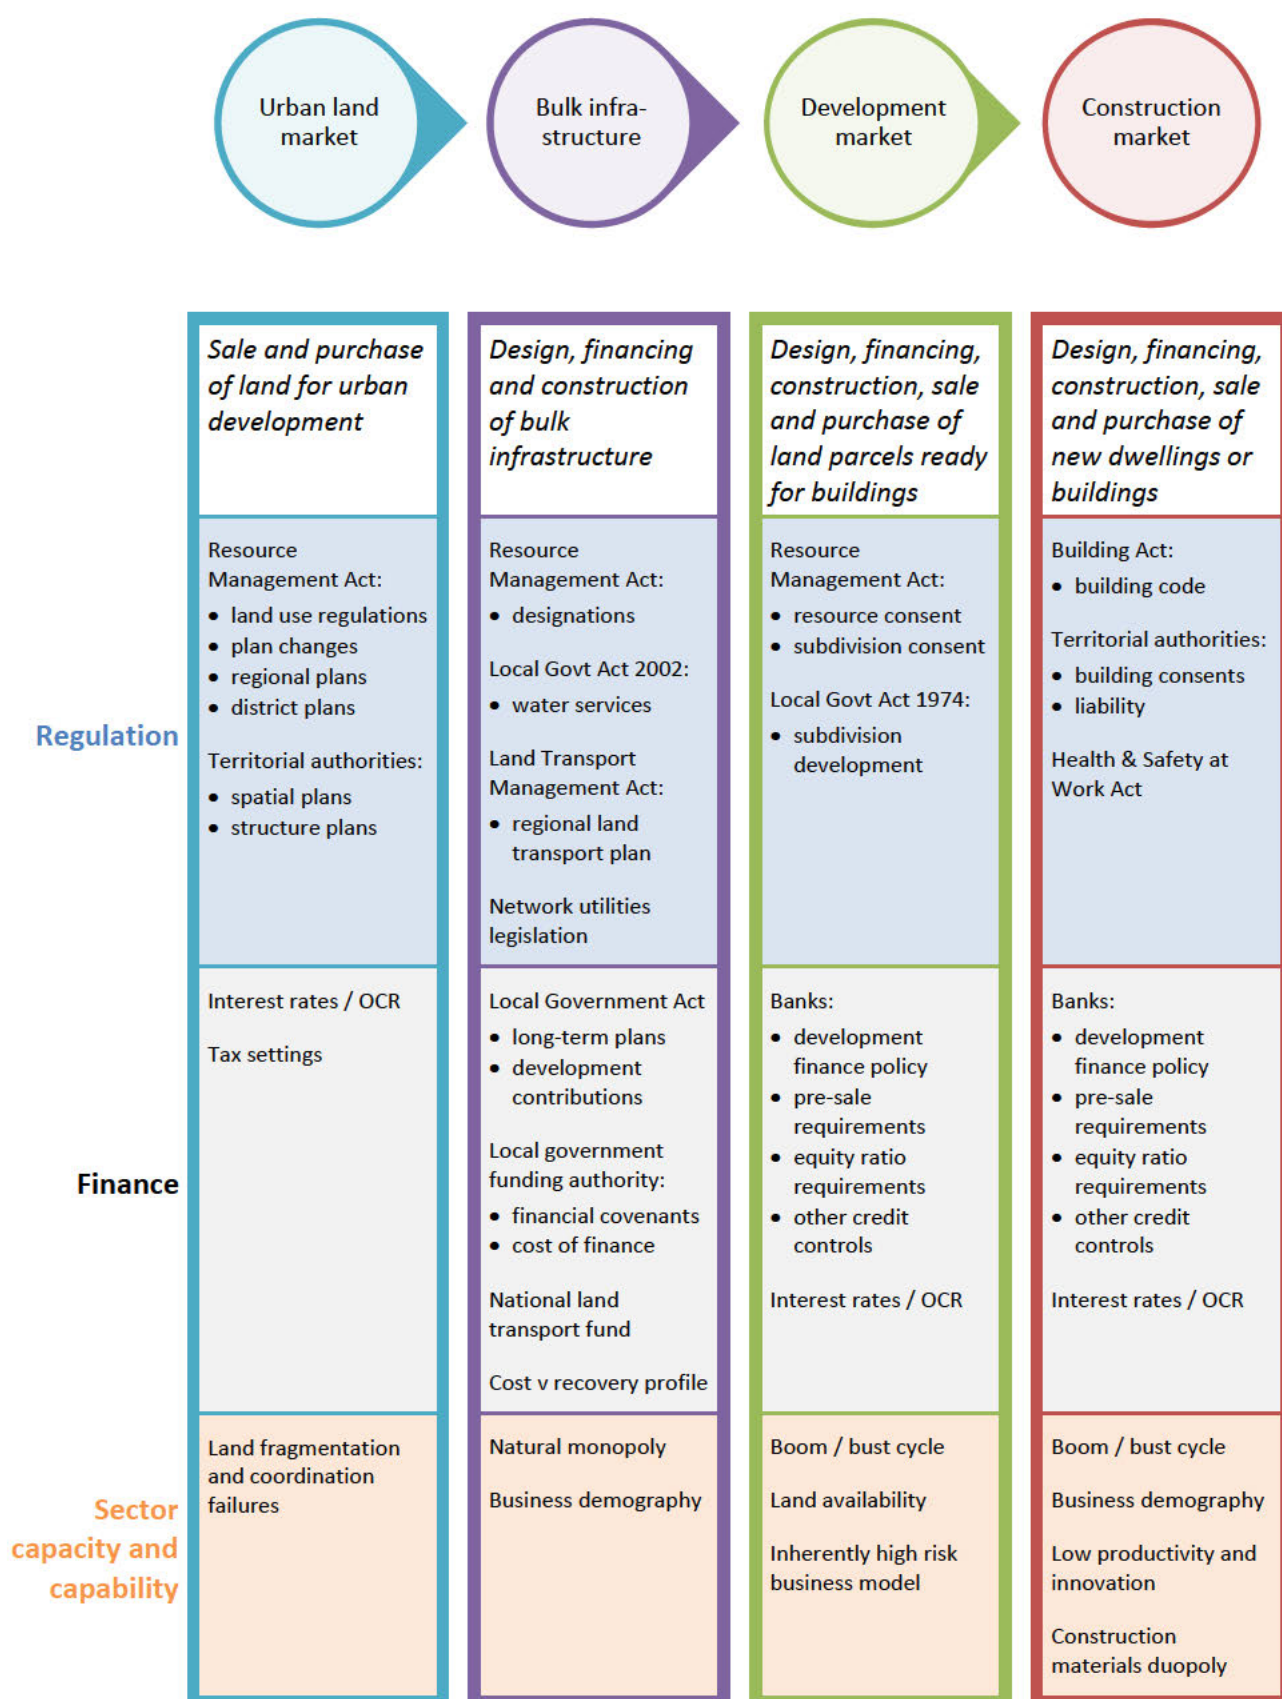 Urban land
market
Bulk infra-
structure
Development
market
Construction
market
Sale and purchase
of land for urban
development
Design, financing
and construction
of bulk
infrastructure
Design, financing,
construction, sale
and purchase of
land parcels ready
for buildings
Design, financing,
construction, sale
and purchase of
new dwellings or
buildings
Regulation
Resource
Management Act:
• land use regulations
• plan changes
• regional plans
• district plans
Territorial authorities:
• spatial plans
• structure plans
Resource
Management Act:
• designations
Local Govt Act 2002:
• water services
Land Transport
Management Act:
• regional land
transport plan
Network utilities
legislation
Resource
Management Act:
• resource consent
• subdivision consent
Local Govt Act 1974:
• subdivision
development
Building Act:
• building code
Territorial authorities:
• building consents
• liability
Health & Safety at
Work Act
Finance
Interest rates / OCR
Tax settings
Local Government Act
• long-term plans
• development
contributions
Local government
funding authority:
• financial covenants
• cost of finance
National land
transport fund
Cost v recovery profile
Banks:
• development
finance policy
• pre-sale
requirements
• equity ratio
requirements
• other credit
controls
Interest rates / OCR
Banks:
• development
finance policy
• pre-sale
requirements
• equity ratio
requirements
• other credit
controls
Interest rates / OCR
Sector
capacity and
capability
Land fragmentation
and coordination
failures
Natural monopoly
Business demography
Boom / bust cycle
Land availability
Inherently high risk
business model
Boom / bust cycle
Business demography
Low productivity and
innovation
Construction
materials duopoly